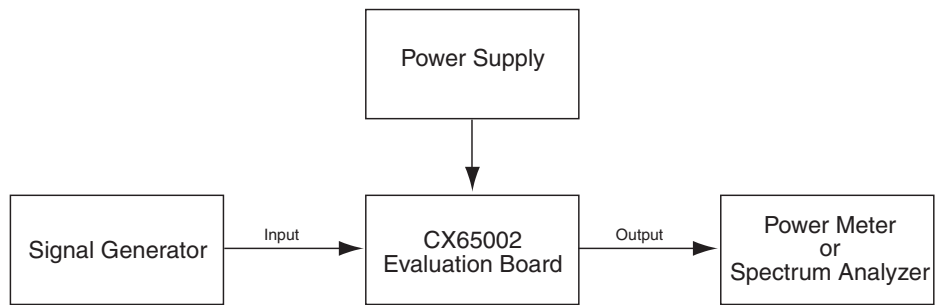 Power Supply
Signal Generator
Input
CX65002
Evaluation Board
Output
Power Meter
or
Spectrum Analyzer